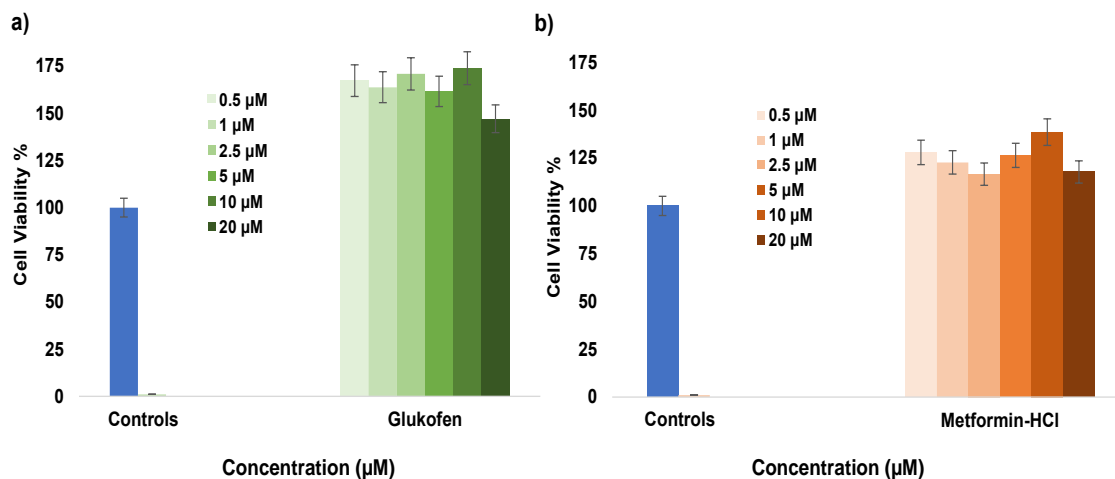 a)
Cell Viability %
175
150
125
100
75
50
25
0
0.5 µM
1 µM
2.5 µM
5 µM
10 µM
20 µM
Controls
Glukofen
Concentration (µM)
b)
Cell Viability %
175
150
125
100
75
50
25
0
0.5 µM
1 µM
2.5 µM
5 µM
10 µM
20 µM
Controls
Metformin-HCl
Concentration (µM)